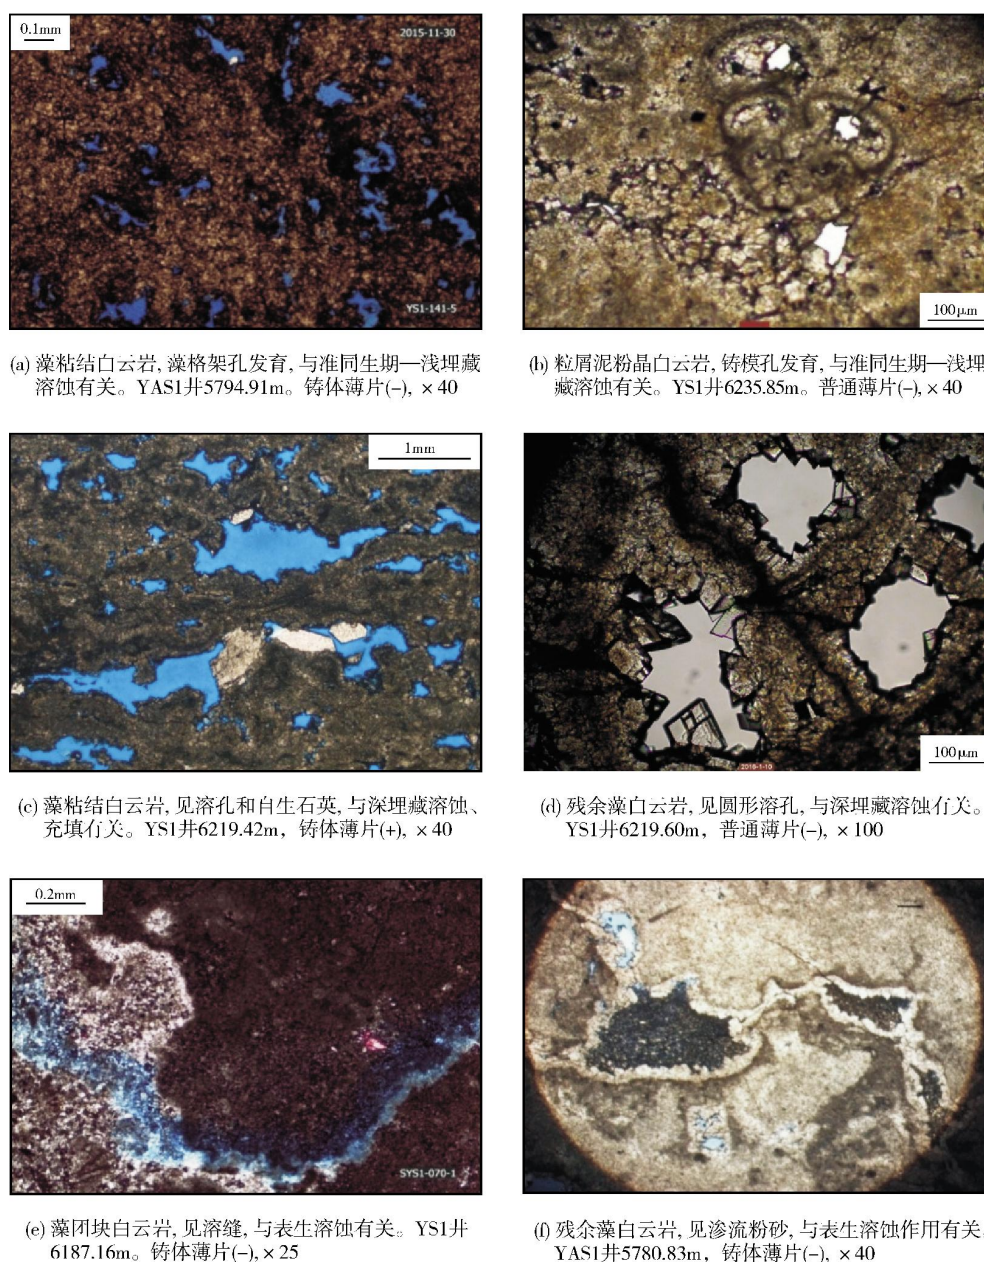 0.1mm
2015-11-30
YS1-141-5
100μm
(a) 藻粘结白云岩, 藻格架孔发育, 与准同生期—浅埋藏
溶蚀有关。YAS1井5794.91m。铸体薄片(-), ×40
(b) 粒屑泥粉晶白云岩, 铸模孔发育, 与准同生期—浅埋
藏溶蚀有关。YS1井6235.85m。普通薄片(-), ×40
1mm
2016-1-10
100μm
(c) 藻粘结白云岩, 见溶孔和自生石英, 与深埋藏溶蚀、
充填有关。YS1井6219.42m, 铸体薄片(+), ×40
(d) 残余藻白云岩, 见圆形溶孔, 与深埋藏溶蚀有关。
YS1井6219.60m, 普通薄片(-), ×100
0.2mm
SYS1-070-1
(e) 藻团块白云岩, 见溶缝, 与表生溶蚀有关。YS1井
6187.16m。铸体薄片(-), ×25
(f) 残余藻白云岩, 见渗流粉砂, 与表生溶蚀作用有关
YAS1井5780.83m, 铸体薄片(-), ×40